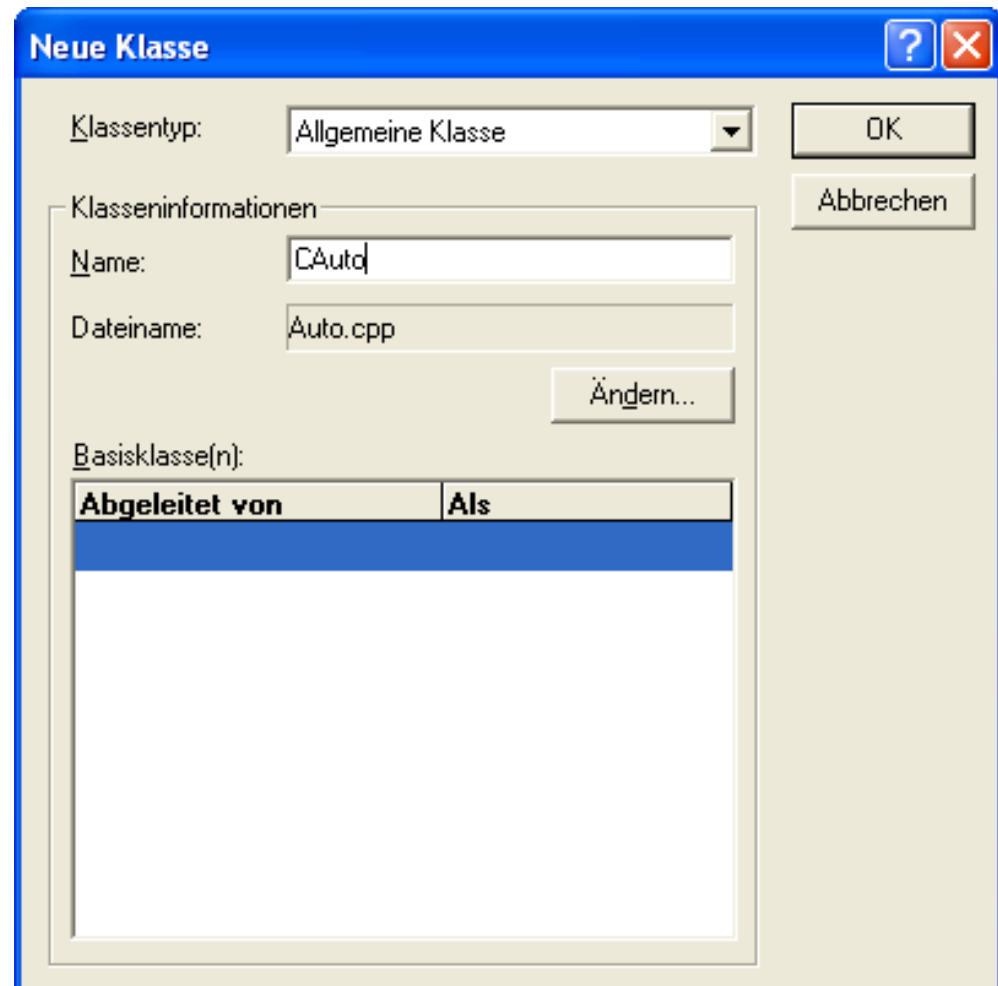 Neue Klasse
Klassentyp: Allgemeine Klasse OK
Abbrechen
Klasseninformationen
Name: CAuto
Dateiname: Auto.cpp
Ändern...
Basisklasse(n):
Abgeleitet von Als